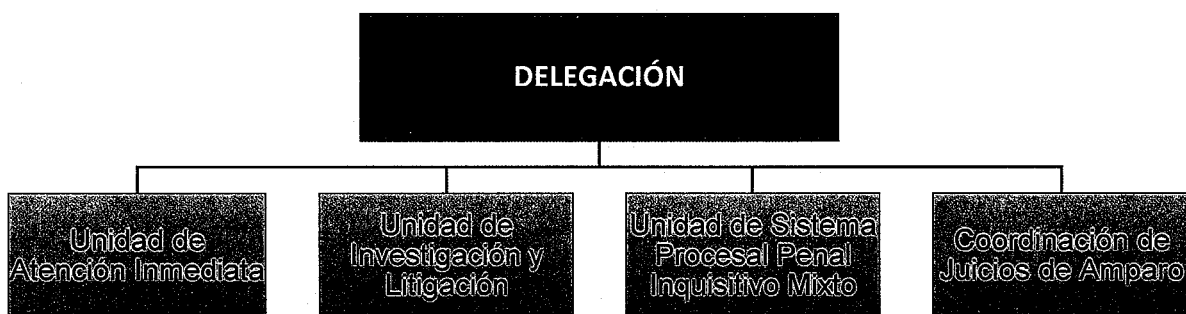 DELEGACIÓN
Unidad de
Atención Inmediata
Unidad de
Investigación y
Litigación
Unidad de Sistema
Procesal Penal
Inquisitivo Mixto
Coordinación de
Juicios de Amparo